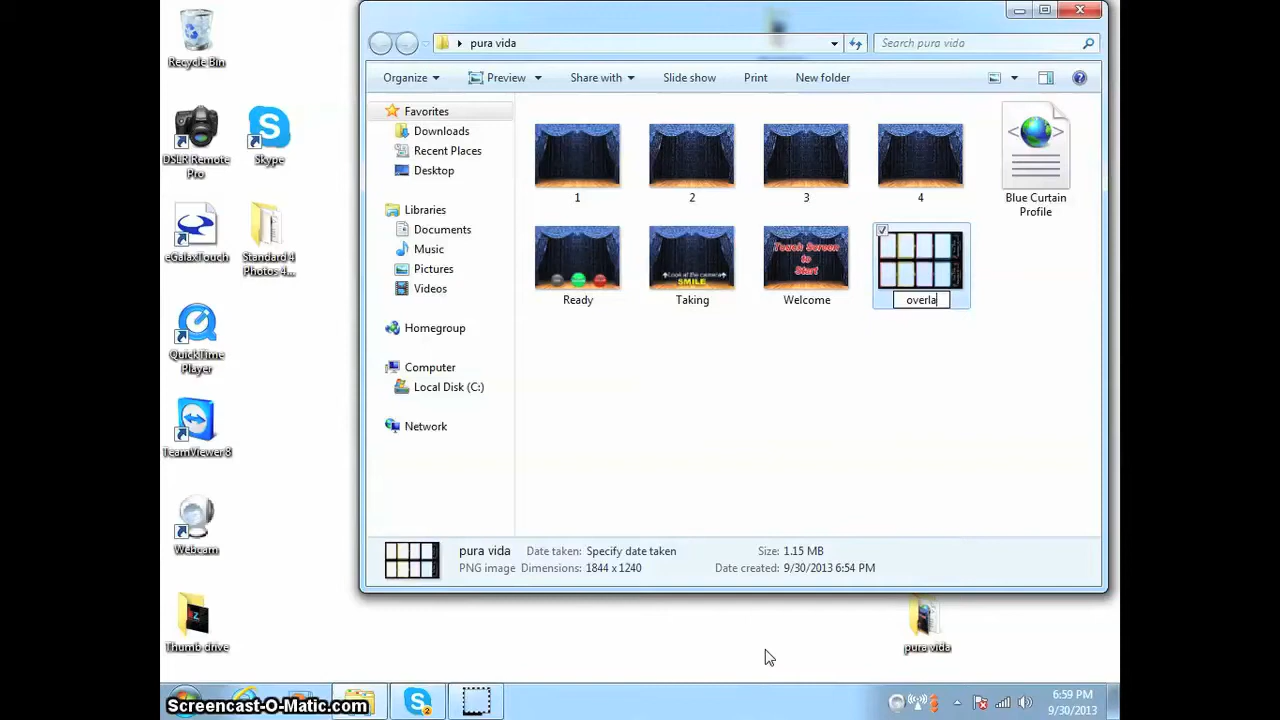 Recycle Bin
DSLR Remote
Pro
Skype
eGalaxTouch
Standard 4
Photos 4...
QuickTime
Player
TeamViewer 8
Webcam
Thumb drive
pura vida
Search pura vida
Organize
Preview
Share with
Slide show
Print
New folder
Favorites
Downloads
Recent Places
Desktop
Libraries
Documents
Music
Pictures
Videos
Homegroup
Computer
Local Disk (C:)
Network
1
2
3
4
Blue Curtain
Profile
Look at the camera
SMILE
Touch Screen
to
Start
Ready
Taking
Welcome
overla
pura vida
Date taken: Specify date taken
Size: 1.15 MB
PNG image
Dimensions: 1844 x 1240
Date created: 9/30/2013 6:54 PM
pura vida
Screencast-O-Matic.com
2
6:59 PM
9/30/2013